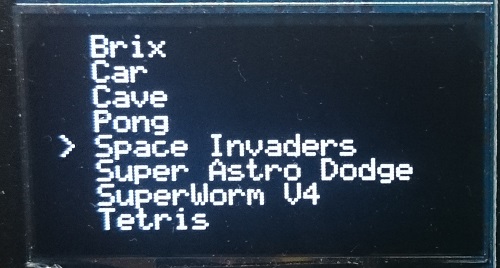 Brix
Car
Cave
Pong
> Space Invaders
Super Astro Dodge
SuperWorm V4
Tetris